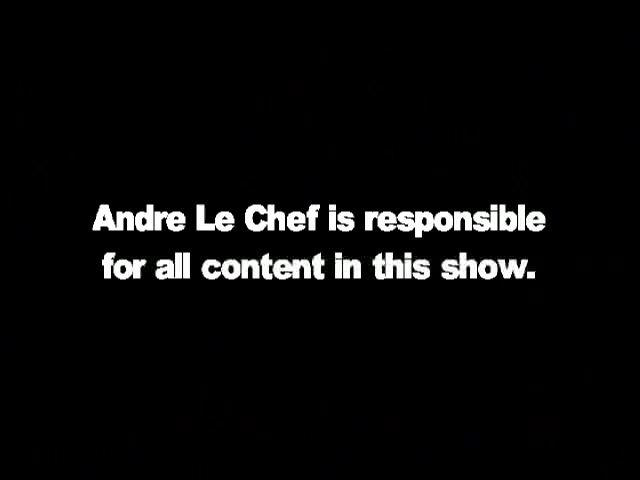 Andre Le Chef is responsible
for all content in this show.